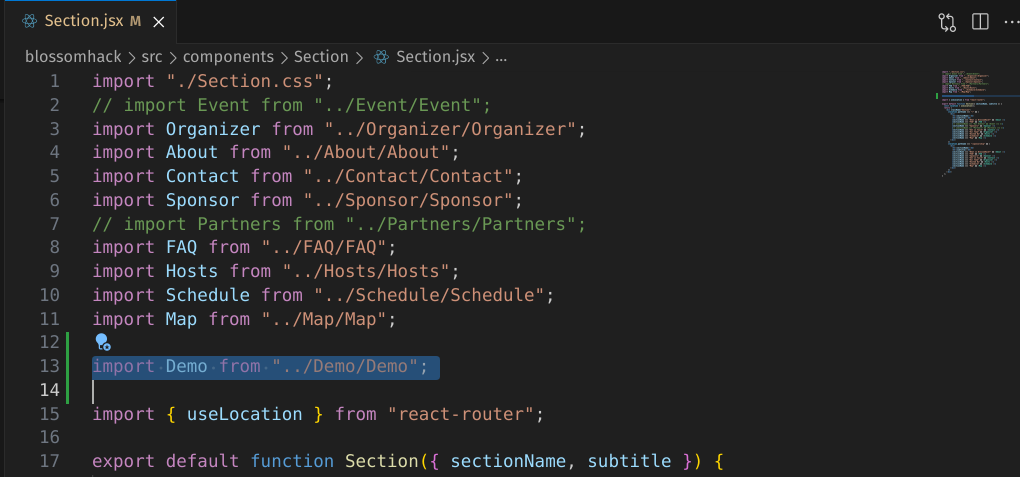 Section.jsx M
blossomhack > src > components > Section > Section.jsx > ...
1 import "./Section.css";
2 // import Event from "../Event/Event";
3 import Organizer from "../Organizer/Organizer";
4 import About from "../About/About";
5 import Contact from "../Contact/Contact";
6 import Sponsor from "../Sponsor/Sponsor";
7 // import Partners from "../Partners/Partners";
8 import FAQ from "../FAQ/FAQ";
9 import Hosts from "../Hosts/Hosts";
10 import Schedule from "../Schedule/Schedule";
11 import Map from "../Map/Map";
12
13 import Demo from "../Demo/Demo";
14
15 import { useLocation } from "react-router";
16
17 export default function Section({ sectionName, subtitle }) {